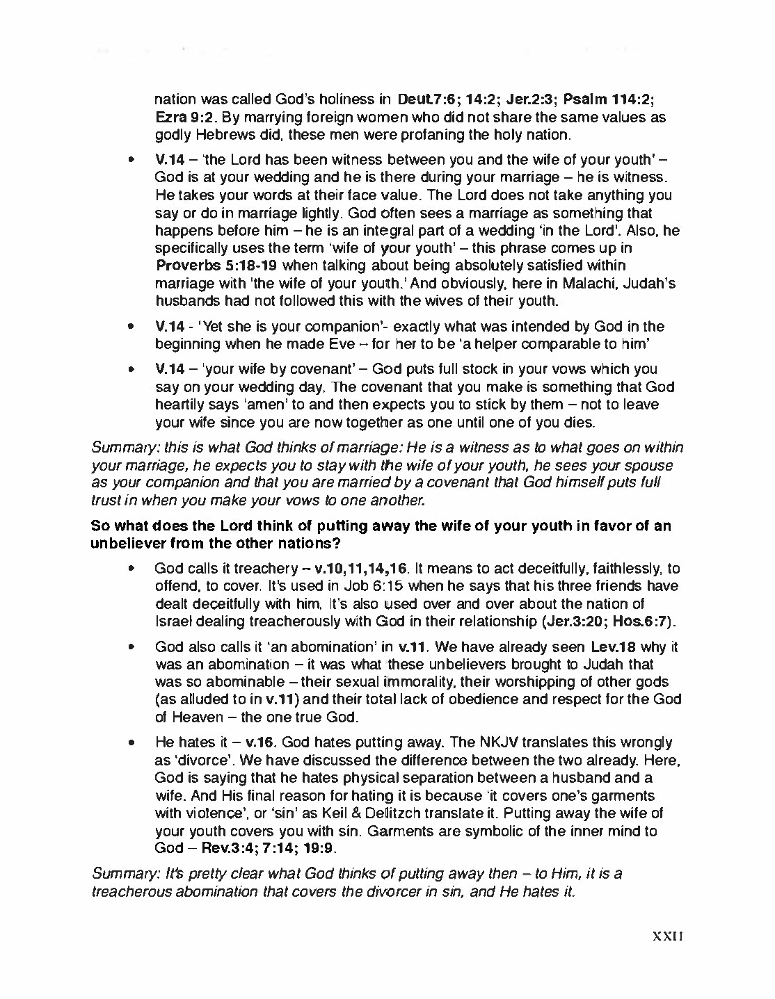 nation was called God's holiness in Deut.7:6; 14:2; Jer.2:3; Psalm 114:2;
Ezra 9:2. By marrying foreign women who did not share the same values as
godly Hebrews did, these men were profaning the holy nation.
• V.14 – 'the Lord has been witness between you and the wife of your youth' –
God is at your wedding and he is there during your marriage – he is witness.
He takes your words at their face value. The Lord does not take anything you
say or do in marriage lightly. God often sees a marriage as something that
happens before him – he is an integral part of a wedding 'in the Lord'. Also, he
specifically uses the term 'wife of your youth' – this phrase comes up in
Proverbs 5:18-19 when talking about being absolutely satisfied within
marriage with 'the wife of your youth.' And obviously, here in Malachi, Judah's
husbands had not followed this with the wives of their youth.
• V.14 - 'Yet she is your companion'- exactly what was intended by God in the
beginning when he made Eve – for her to be 'a helper comparable to him'
• V.14 – 'your wife by covenant' – God puts full stock in your vows which you
say on your wedding day. The covenant that you make is something that God
heartily says 'amen' to and then expects you to stick by them – not to leave
your wife since you are now together as one until one of you dies.
Summary: this is what God thinks of marriage: He is a witness as to what goes on within
your marriage, he expects you to stay with the wife of your youth, he sees your spouse
as your companion and that you are married by a covenant that God himself puts full
trust in when you make your vows to one another.
So what does the Lord think of putting away the wife of your youth in favor of an
unbeliever from the other nations?
• God calls it treachery – v.10,11,14,16. It means to act deceitfully, faithlessly, to
offend, to cover. It's used in Job 6:15 when he says that his three friends have
dealt deceitfully with him. It's also used over and over about the nation of
Israel dealing treacherously with God in their relationship (Jer.3:20; Hos.6:7).
• God also calls it 'an abomination' in v.11. We have already seen Lev.18 why it
was an abomination – it was what these unbelievers brought to Judah that
was so abominable – their sexual immorality, their worshipping of other gods
(as alluded to in v.11) and their total lack of obedience and respect for the God
of Heaven – the one true God.
• He hates it – v.16. God hates putting away. The NKJV translates this wrongly
as 'divorce'. We have discussed the difference between the two already. Here,
God is saying that he hates physical separation between a husband and a
wife. And His final reason for hating it is because 'it covers one's garments
with violence', or 'sin' as Keil & Dellitzch translate it. Putting away the wife of
your youth covers you with sin. Garments are symbolic of the inner mind to
God – Rev.3:4; 7:14; 19:9.
Summary: It's pretty clear what God thinks of putting away then – to Him, it is a
treacherous abomination that covers the divorcer in sin, and He hates it.
XXII